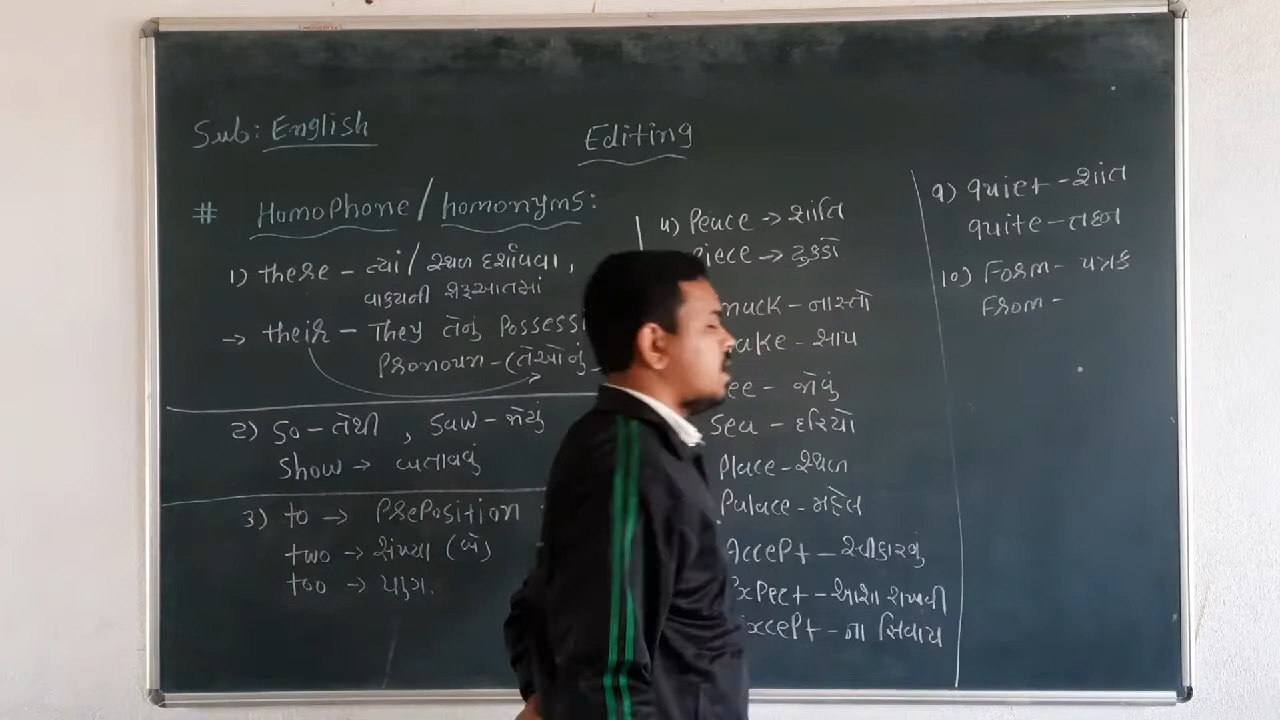 Sub: English
Editing
# Homophone / homonyms:
1) there - ત્યાં / સ્થળ દર્શાવવા,
વાક્યની શરૂઆતમાં
→ their - They તેનું Possessi
Pronoun - (તેઓનું
2) So - તેથી, Saw - જોયું
Show → બતાવવું
3) to → Preposition
two → સંખ્યા (બે)
too → પણ.
4) Peace → શાંતિ
piece → ટુકડો
nack - નાસ્તો
ake - સાપ
ee - જોવું
Sea - દરિયો
Place - સ્થળ
Palace - મહેલ
Accept - સ્વીકારવું
xpect - આશા રાખવી
xcept - ના સિવાય
9) quiet - શાંત
quite - તદ્દન
10) Form - પત્રક
From -